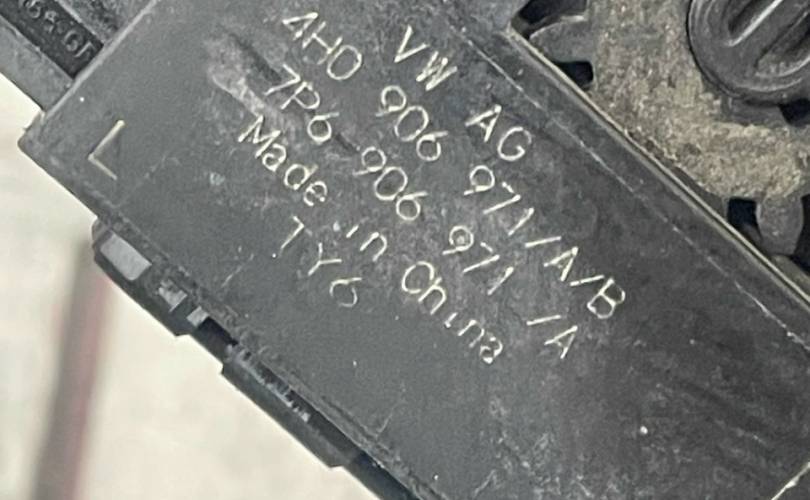 VW AG
4H0 906 971/A/B
7P6 906 971 /A
Made in China
TY6
L